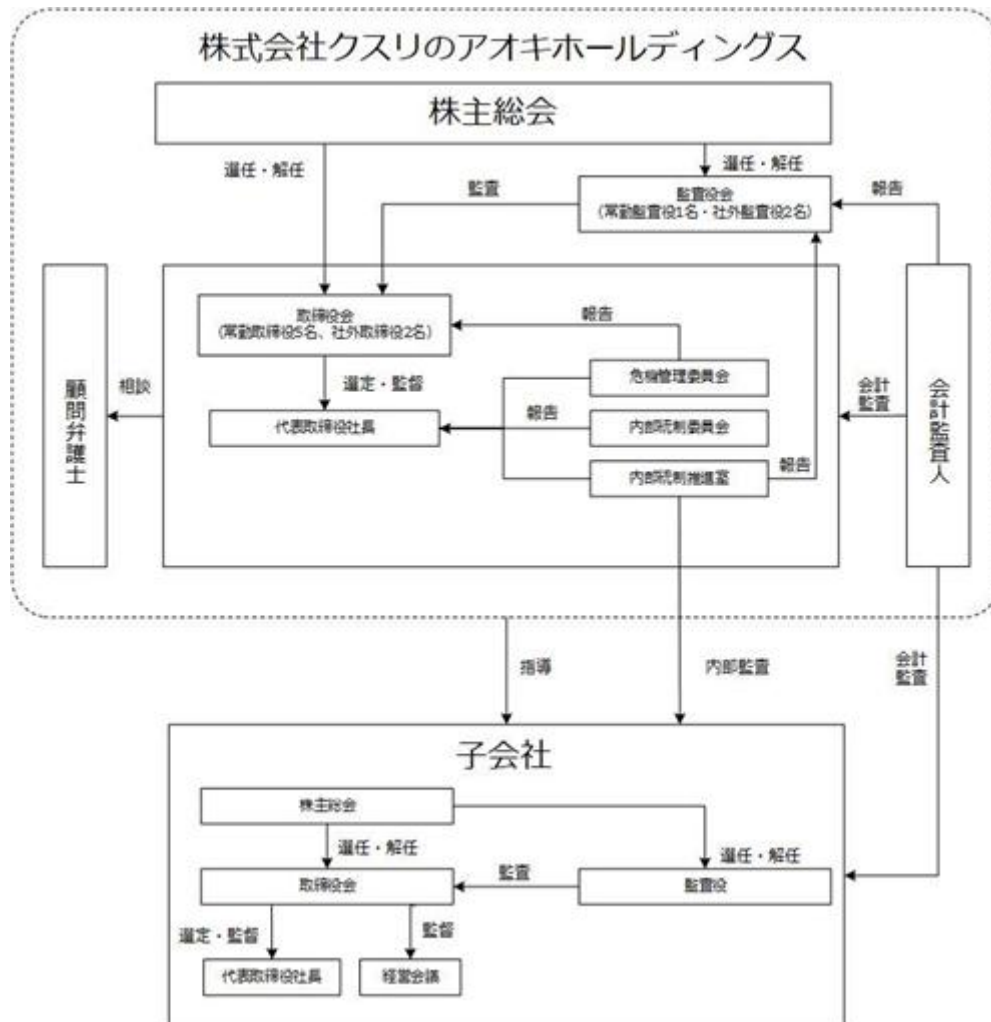 株式会社クスリのアオキホールディングス
株主総会
選任・解任
選任・解任
監査
監査役会
(常勤監査役1名・社外監査役2名)
報告
取締役会
(常勤取締役5名、社外取締役2名)
報告
選定・監督
危機管理委員会
顧問弁護士
相談
代表取締役社長
報告
内部統制委員会
会計
監査
会計監査人
内部統制推進室
報告
指導
内部監査
会計
監査
子会社
株主総会
選任・解任
選任・解任
取締役会
監査
監査役
選定・監督
監督
代表取締役社長
経営会議